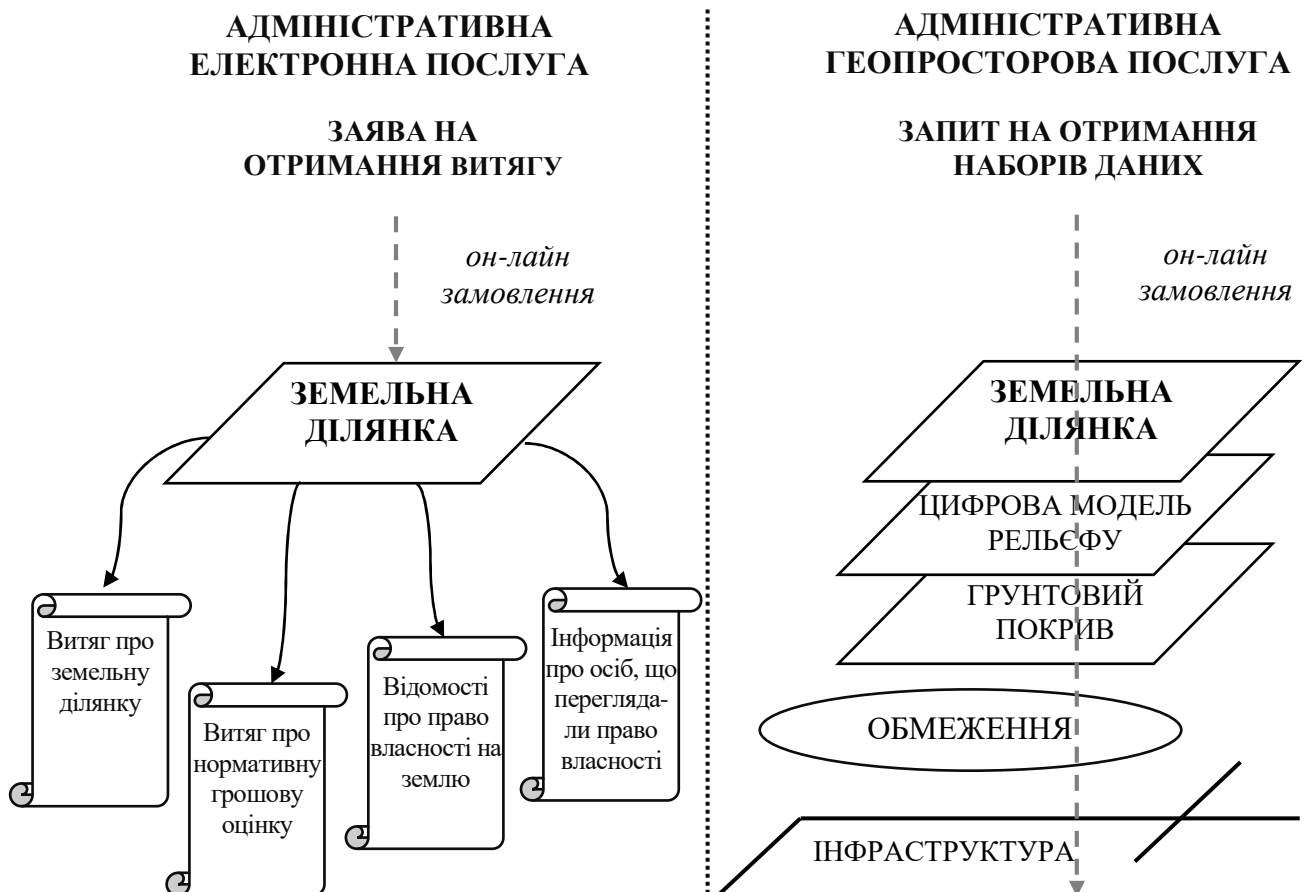 АДМІНІСТРАТИВНА
ЕЛЕКТРОННА ПОСЛУГА
ЗАЯВА НА
ОТРИМАННЯ ВИТЯГУ
он-лайн
замовлення
ЗЕМЕЛЬНА
ДІЛЯНКА
Витяг про
земельну
ділянку
Витяг про
нормативну
грошову
оцінку
Відомості
про право
власності на
землю
Інформація
про осіб, що
перегляда-
ли право
власності
АДМІНІСТРАТИВНА
ГЕОПРОСТОРОВА ПОСЛУГА
ЗАПИТ НА ОТРИМАННЯ
НАБОРІВ ДАНИХ
он-лайн
замовлення
ЗЕМЕЛЬНА
ДІЛЯНКА
ЦИФРОВА МОДЕЛЬ
РЕЛЬЄФУ
ГРУНТОВИЙ
ПОКРИВ
ОБМЕЖЕННЯ
ІНФРАСТРУКТУРА